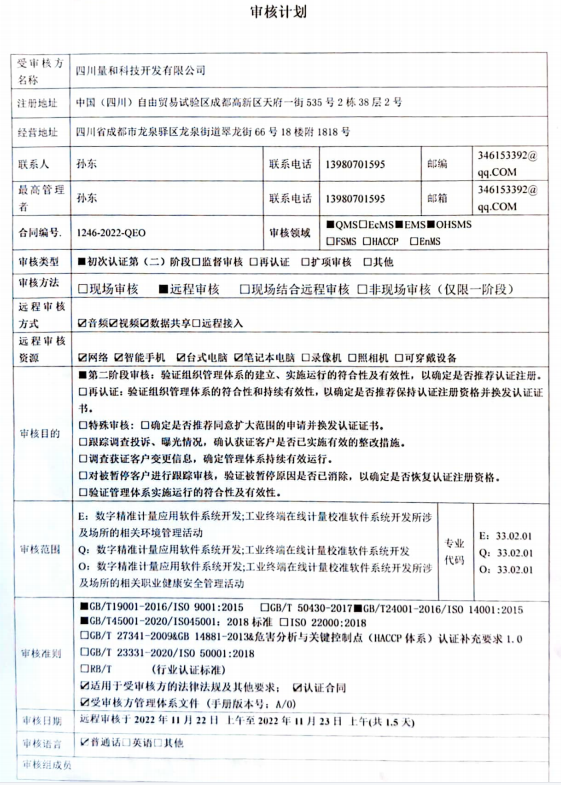 审核计划
受审核方
名称
四川量和科技开发有限公司
注册地址
中国（四川）自由贸易试验区成都高新区天府一街 535 号 2 栋 38 层 2 号
经营地址
四川省成都市龙泉驿区龙泉街道翠龙街 66 号 18 楼附 1818 号
联系人
孙东
联系电话
13980701595
邮编
346153392@
qq.COM
最高管理
者
孙东
联系电话
13980701595
邮箱
346153392@
qq.COM
合同编号.
1246-2022-QEO
审核领域
■QMS□EcMS■EMS■OHSMS
□FSMS □HACCP □EnMS
审核类型
■初次认证第（二）阶段□监督审核 □再认证 □扩项审核 □其他
审核方法
□现场审核 ■远程审核 □现场结合远程审核 □非现场审核（仅限一阶段）
远程审核
方式
☑音频☑视频☑数据共享□远程接入
远程审核
资源
☑网络 ☑智能手机 ☑台式电脑 ☑笔记本电脑 □录像机 □照相机 □可穿戴设备
审核目的
■第二阶段审核：验证组织管理体系的建立、实施运行的符合性及有效性，以确定是否推荐认证注册。
□再认证：验证组织管理体系的符合性和持续有效性，以确定是否推荐保持认证注册资格并换发认证证
书。
□特殊审核：□确定是否推荐同意扩大范围的申请并换发认证证书。
□跟踪调查投诉、曝光情况，确认获证客户是否已实施有效的整改措施。
□调查获证客户变更信息，确定管理体系持续有效运行。
□对被暂停客户进行跟踪审核，验证被暂停原因是否已消除，以确定是否恢复认证注册资格。
□验证管理体系实施运行的符合性及有效性。
审核范围
E：数字精准计量应用软件系统开发;工业终端在线计量校准软件系统开发所涉
及场所的相关环境管理活动
Q：数字精准计量应用软件系统开发;工业终端在线计量校准软件系统开发
O：数字精准计量应用软件系统开发;工业终端在线计量校准软件系统开发所涉
及场所的相关职业健康安全管理活动
专业
代码
E：33.02.01
Q：33.02.01
O：33.02.01
审核准则
■GB/T19001-2016/ISO 9001:2015 □GB/T 50430-2017■GB/T24001-2016/ISO 14001:2015
■GB/T45001-2020/ISO45001：2018 标准 □ISO 22000:2018
□GB/T 27341-2009&GB 14881-2013&危害分析与关键控制点（HACCP 体系）认证补充要求 1.0
□GB/T 23331-2020/ISO 50001:2018
□RB/T （行业认证标准）
☑适用于受审核方的法律法规及其他要求； ☑认证合同
☑受审核方管理体系文件（手册版本号：A/0)
审核日期
远程审核于 2022 年 11 月 22 日 上午至 2022 年 11 月 23 日 上午(共 1.5 天)
审核语言
☑普通话□英语□其他
审核组成员